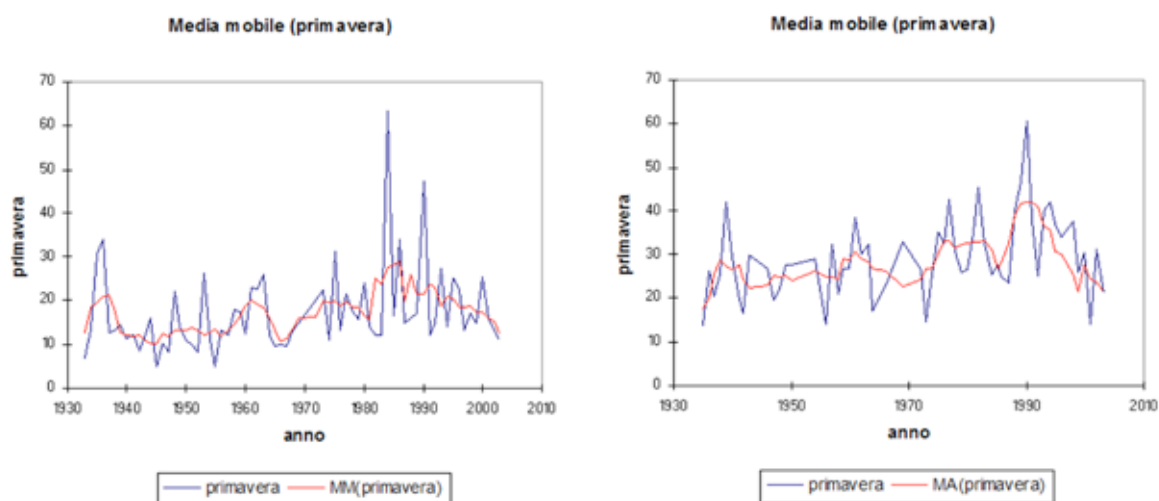 Media mobile (primavera)
70
60
50
40
30
20
10
0
primavera
1930 1940 1950 1960 1970 1980 1990 2000 2010
anno
primavera MM(primavera)
Media mobile (primavera)
70
60
50
40
30
20
10
0
primavera
1930 1950 1970 1990 2010
anno
primavera MA(primavera)